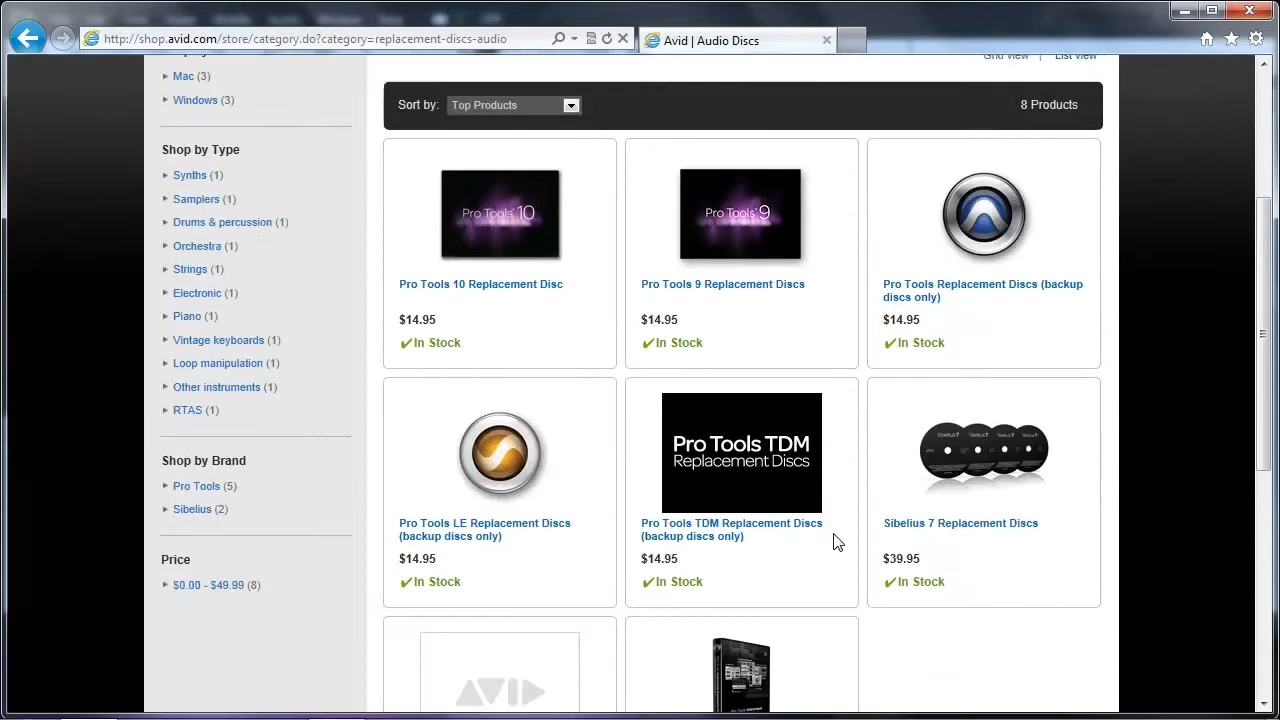 http://shop.avid.com/store/category.do?category=replacement-discs-audio
Avid | Audio Discs
Grid view | List view
Mac (3)
Windows (3)
Shop by Type
Synths (1)
Samplers (1)
Drums & percussion (1)
Orchestra (1)
Strings (1)
Electronic (1)
Piano (1)
Vintage keyboards (1)
Loop manipulation (1)
Other instruments (1)
RTAS (1)
Shop by Brand
Pro Tools (5)
Sibelius (2)
Price
$0.00 - $49.99 (8)
Sort by: Top Products
8 Products
Pro Tools 10
Pro Tools 10 Replacement Disc
$14.95
✔In Stock
Pro Tools 9
Pro Tools 9 Replacement Discs
$14.95
✔In Stock
Pro Tools Replacement Discs (backup
discs only)
$14.95
✔In Stock
Pro Tools LE Replacement Discs
(backup discs only)
$14.95
✔In Stock
Pro Tools TDM
Replacement Discs
Pro Tools TDM Replacement Discs
(backup discs only)
$14.95
✔In Stock
Sibelius 7
Sibelius 7 Replacement Discs
$39.95
✔In Stock
AVID